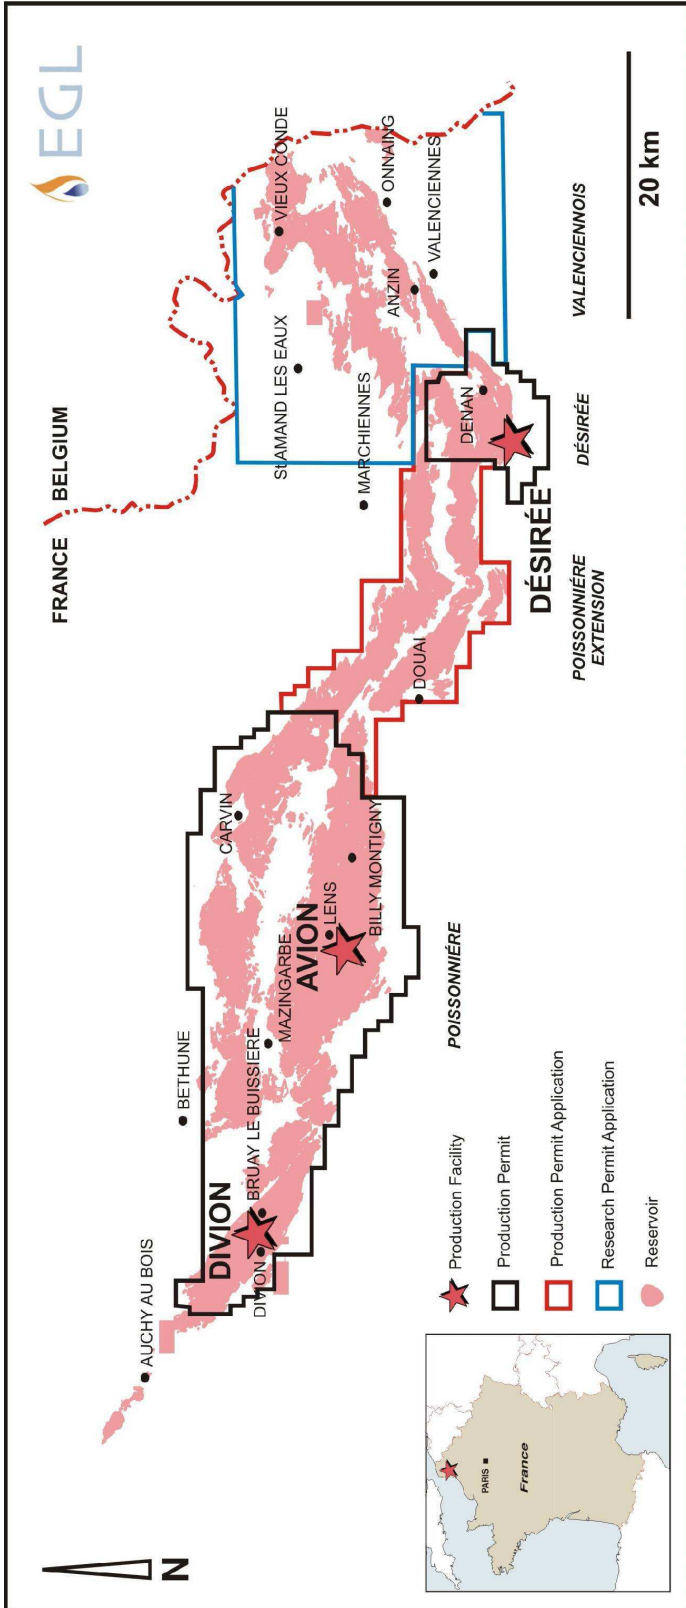 EGL
FRANCE
BELGIUM
VIEUX CONDE
St AMAND LES EAUX
ONNAING
MARCHIENNES
ANZIN
VALENCIENNES
DENAN
DÉSIRÉE
DOUAI
CARVIN
BILLY MONTIGNY
LENS
AVION
MAZINGARBE
BETHUNE
BRUAY LE BUISSIERE
DIVION
DIVION
AUCHY AU BOIS
POISSONNIÈRE
POISSONNIÈRE
EXTENSION
DÉSIRÉE
VALENCIENNOIS
20 km
N
PARIS
France
Production Facility
Production Permit
Production Permit Application
Research Permit Application
Reservoir